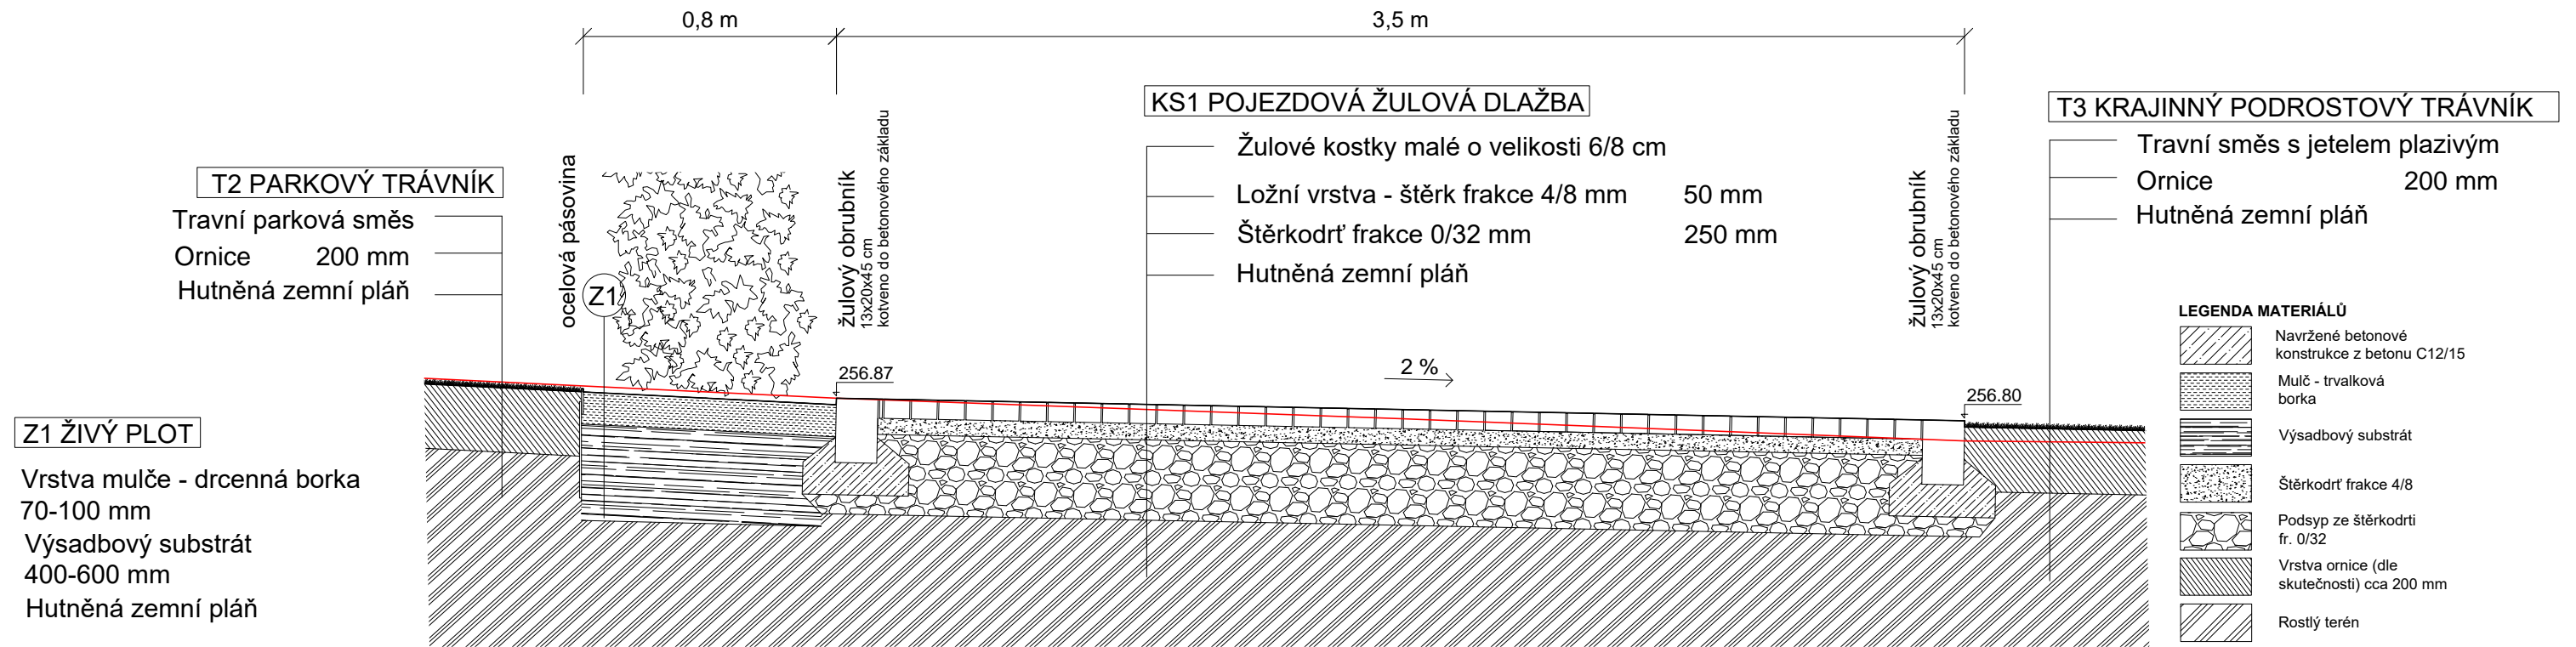 0,8 m
3,5 m
KS1 POJEZDOVÁ ŽULOVÁ DLAŽBA
Žulové kostky malé o velikosti 6/8 cm
Ložní vrstva - štěrk frakce 4/8 mm 50 mm
Štěrkodrť frakce 0/32 mm 250 mm
Hutněná zemní pláň
T3 KRAJINNÝ PODROSTOVÝ TRÁVNÍK
Travní směs s jetelem plazivým
Ornice 200 mm
Hutněná zemní pláň
T2 PARKOVÝ TRÁVNÍK
Travní parková směs
Ornice 200 mm
Hutněná zemní pláň
ocelová pásovina
Z1
žulový obrubník
13x20x45 cm
kotveno do betonového základu
žulový obrubník
13x20x45 cm
kotveno do betonového základu
256.87
2 %
256.80
Z1 ŽIVÝ PLOT
Vrstva mulče - drcenná borka
70-100 mm
Výsadbový substrát
400-600 mm
Hutněná zemní pláň
LEGENDA MATERIÁLŮ
Navržené betonové
konstrukce z betonu C12/15
Mulč - trvalková
borka
Výsadbový substrát
Štěrkodrť frakce 4/8
Podsyp ze štěrkodrti
fr. 0/32
Vrstva ornice (dle
skutečnosti) cca 200 mm
Rostlý terén